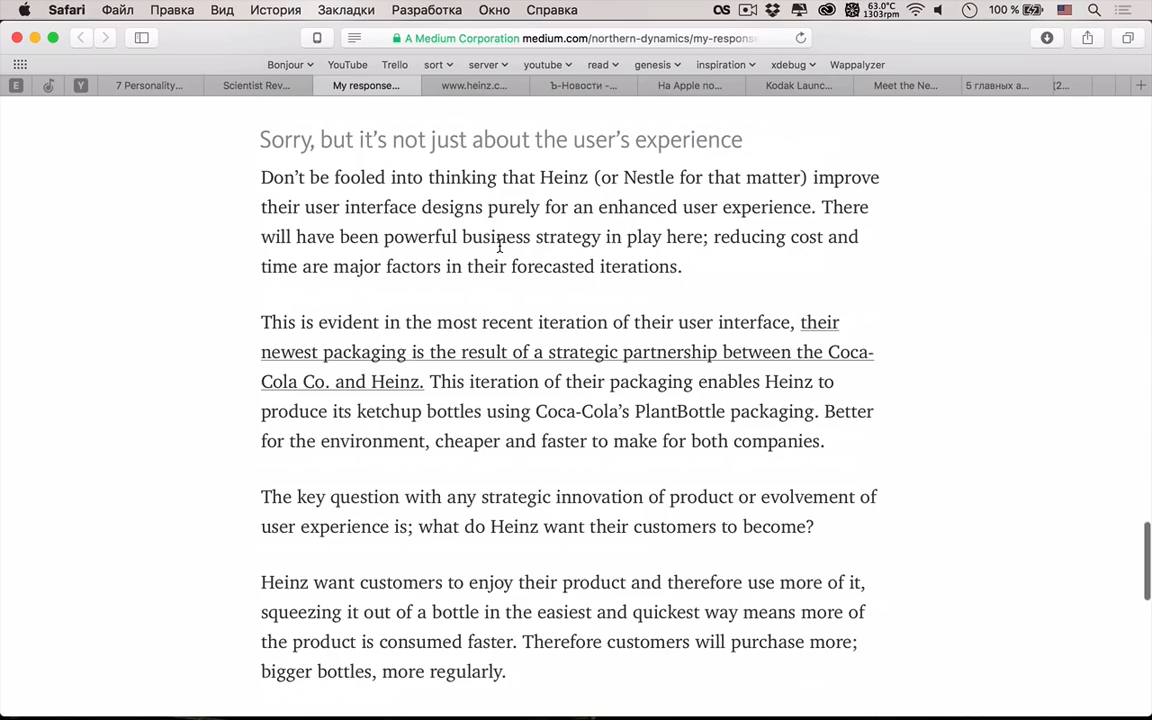 Safari Файл Правка Вид История Закладки Разработка Окно Справка 63.0°C 1303rpm 100 %
A Medium Corporation medium.com/northern-dynamics/my-respons
Bonjour YouTube Trello sort server youtube read genesis inspiration xdebug Wappalyzer
E Y 7 Personality... Scientist Rev... My response... www.heinz.c... Ъ-Новости -... На Apple по... Kodak Launc... Meet the Ne... 5 главных а... (2...
Sorry, but it’s not just about the user’s experience
Don’t be fooled into thinking that Heinz (or Nestle for that matter) improve
their user interface designs purely for an enhanced user experience. There
will have been powerful business strategy in play here; reducing cost and
time are major factors in their forecasted iterations.
This is evident in the most recent iteration of their user interface, their
newest packaging is the result of a strategic partnership between the Coca-
Cola Co. and Heinz. This iteration of their packaging enables Heinz to
produce its ketchup bottles using Coca-Cola’s PlantBottle packaging. Better
for the environment, cheaper and faster to make for both companies.
The key question with any strategic innovation of product or evolvement of
user experience is; what do Heinz want their customers to become?
Heinz want customers to enjoy their product and therefore use more of it,
squeezing it out of a bottle in the easiest and quickest way means more of
the product is consumed faster. Therefore customers will purchase more;
bigger bottles, more regularly.